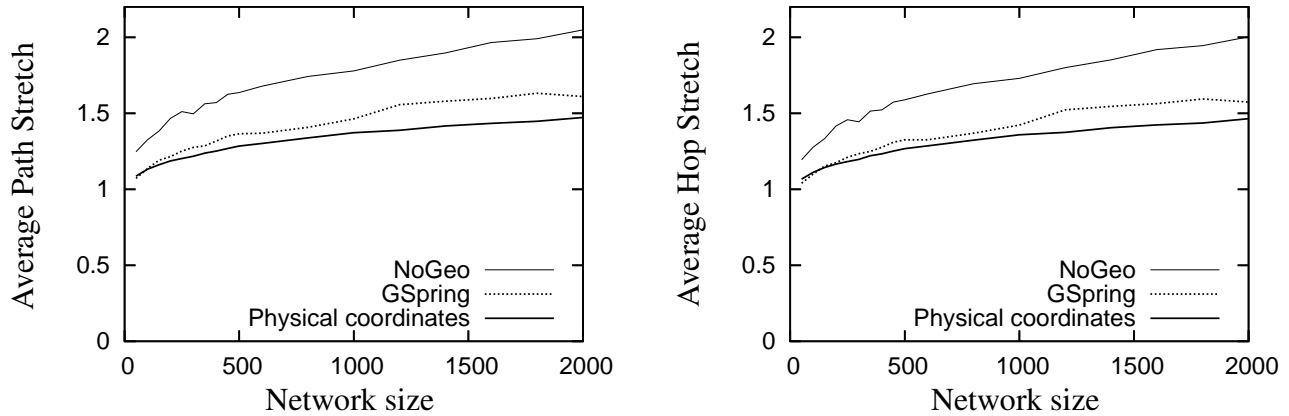 Average Path Stretch
2
1.5
1
0.5
0
NoGeo
GSpring
Physical coordinates
0 500 1000 1500 2000
Network size
Average Hop Stretch
2
1.5
1
0.5
0
NoGeo
GSpring
Physical coordinates
0 500 1000 1500 2000
Network size